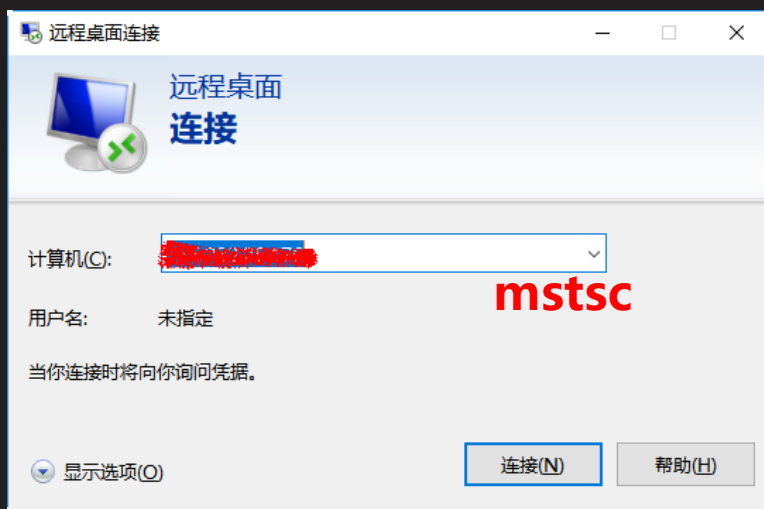 远程桌面连接
远程桌面
连接
计算机(C):
mstsc
用户名: 未指定
当你连接时将向你询问凭据。
显示选项(O) 连接(N) 帮助(H)